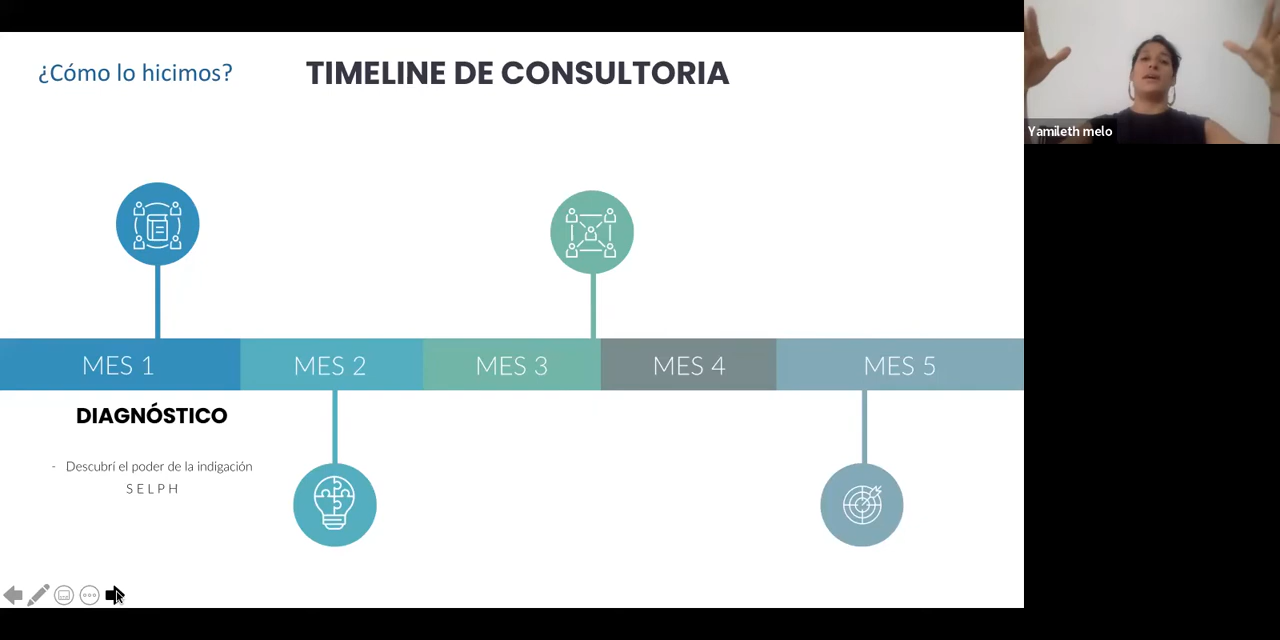 ¿Cómo lo hicimos?
TIMELINE DE CONSULTORIA
Yamileth melo
MES 1
MES 2
MES 3
MES 4
MES 5
DIAGNÓSTICO
- Descubrí el poder de la indigación
SELPH